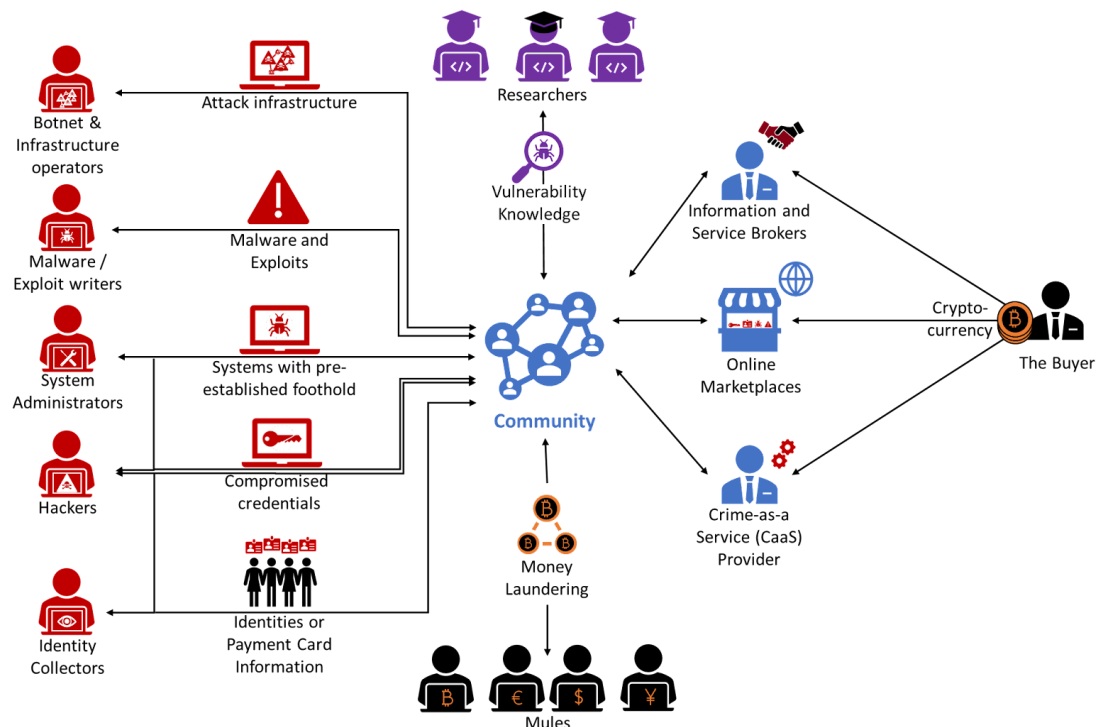 Researchers
Vulnerability
Knowledge
Attack infrastructure
Botnet &
Infrastructure
operators
Malware and
Exploits
Malware /
Exploit writers
Systems with pre-
established foothold
System
Administrators
Compromised
credentials
Hackers
Identities or
Payment Card
Information
Identity
Collectors
Community
Money
Laundering
B
€
$
¥
Mules
Information and
Service Brokers
Online
Marketplaces
Crime-as-a
Service (CaaS)
Provider
Crypto-
currency
The Buyer